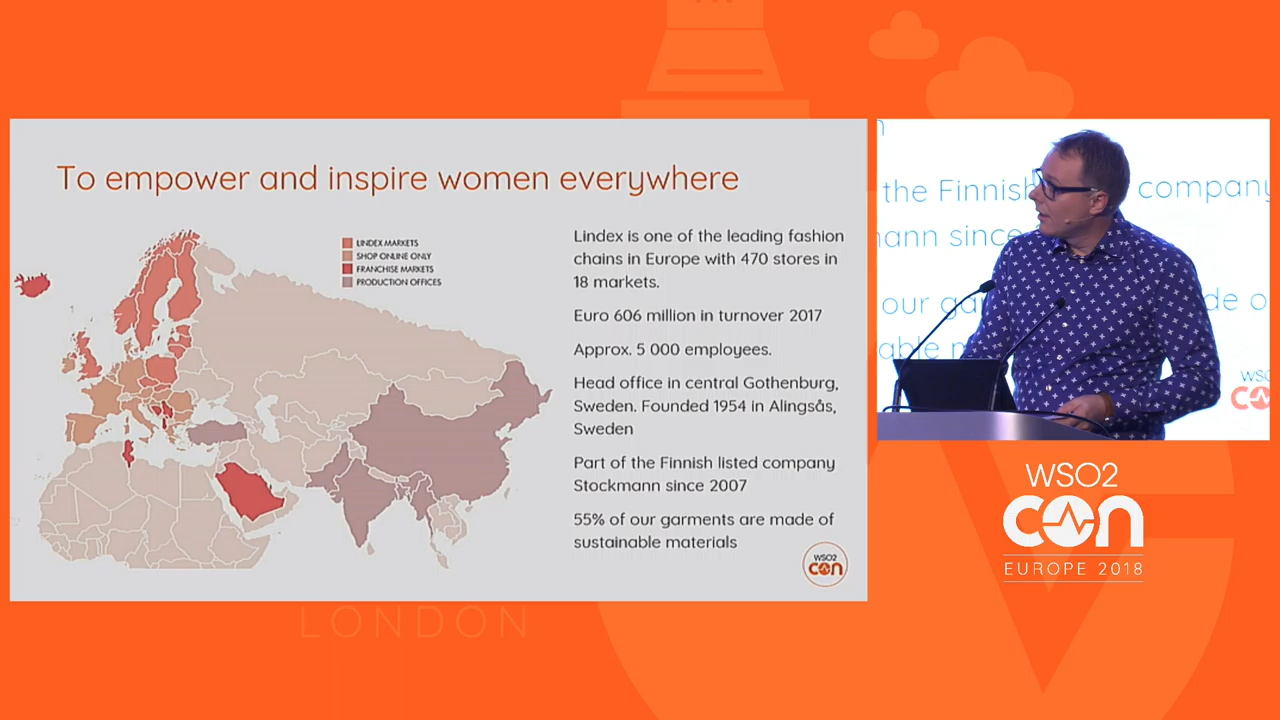 To empower and inspire women everywhere
LINDEX MARKETS
SHOP ONLINE ONLY
FRANCHISE MARKETS
PRODUCTION OFFICES
Lindex is one of the leading fashion
chains in Europe with 470 stores in
18 markets.
Euro 606 million in turnover 2017
Approx. 5 000 employees.
Head office in central Gothenburg,
Sweden. Founded 1954 in Alingsås,
Sweden
Part of the Finnish listed company
Stockmann since 2007
55% of our garments are made of
sustainable materials
WSO2
CON
the Finnish company
mann since
our ga de o
able m
WSO2
CON
EUROPE 2018
LONDON